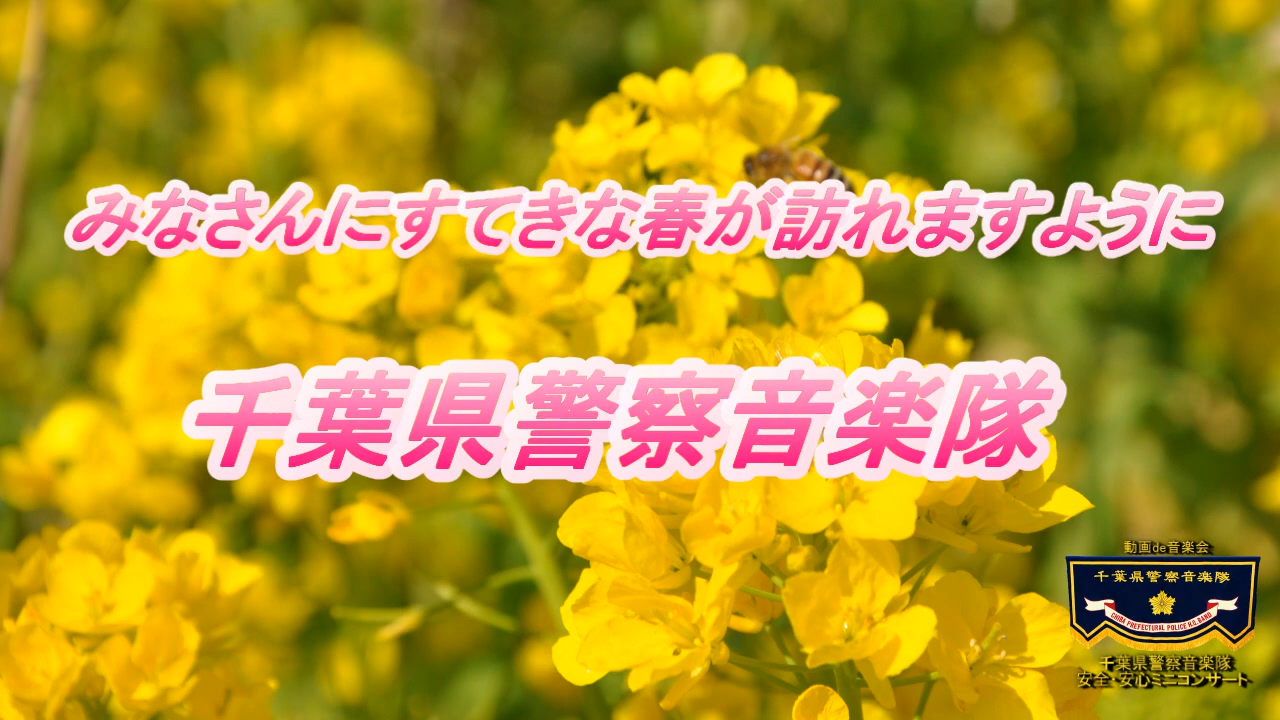 みなさんにすてきな春が訪れますように
千葉県警察音楽隊
動画de音楽会
千葉県警察音楽隊
CHIBA PREFECTURAL POLICE H.Q. BAND
千葉県警察音楽隊
安全・安心ミニコンサート